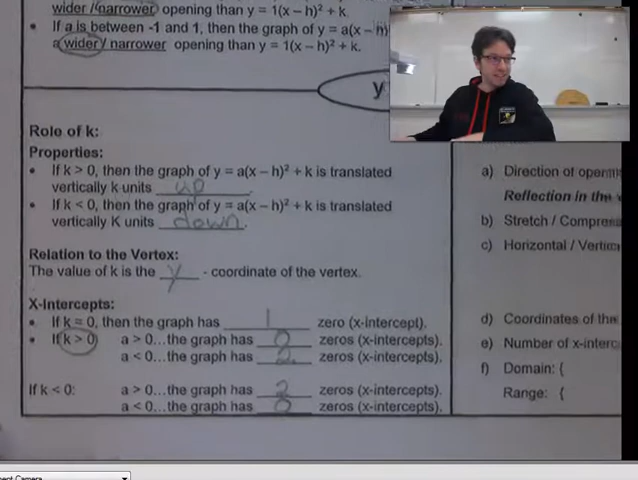 wider / narrower opening than y = 1(x – h)² + k.
If a is between -1 and 1, then the graph of y = a(x – h)
a wider / narrower opening than y = 1(x – h)² + k.
y
Role of k:
Properties:
If k > 0, then the graph of y = a(x – h)² + k is translated
vertically k units up.
If k < 0, then the graph of y = a(x – h)² + k is translated
vertically K units down.
Relation to the Vertex:
The value of k is the y - coordinate of the vertex.
X-Intercepts:
If k = 0, then the graph has 1 zero (x-intercept).
If k > 0 a > 0...the graph has 0 zeros (x-intercepts).
a < 0...the graph has 2 zeros (x-intercepts).
If k < 0: a > 0...the graph has 2 zeros (x-intercepts).
a < 0...the graph has 0 zeros (x-intercepts).
a) Direction of
Reflection in the
b) Stretch /
c) Horizontal /
d) Coordinates of the
e) Number of
f) Domain: {
Range: {
Camera